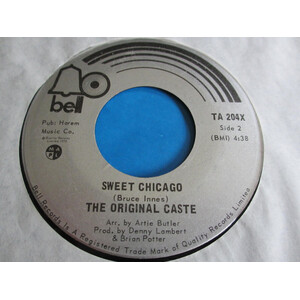 bell
Pub: Harem
Music Co.
TA 204X
Side 2
(BMI) 4:38
SWEET CHICAGO
(Bruce Innes)
THE ORIGINAL CASTE
Arr. by Artie Butler
Prod. by Denny Lambert
& Brian Potter
Bell Records Is A Registered Trade Mark of Quality Records Limited